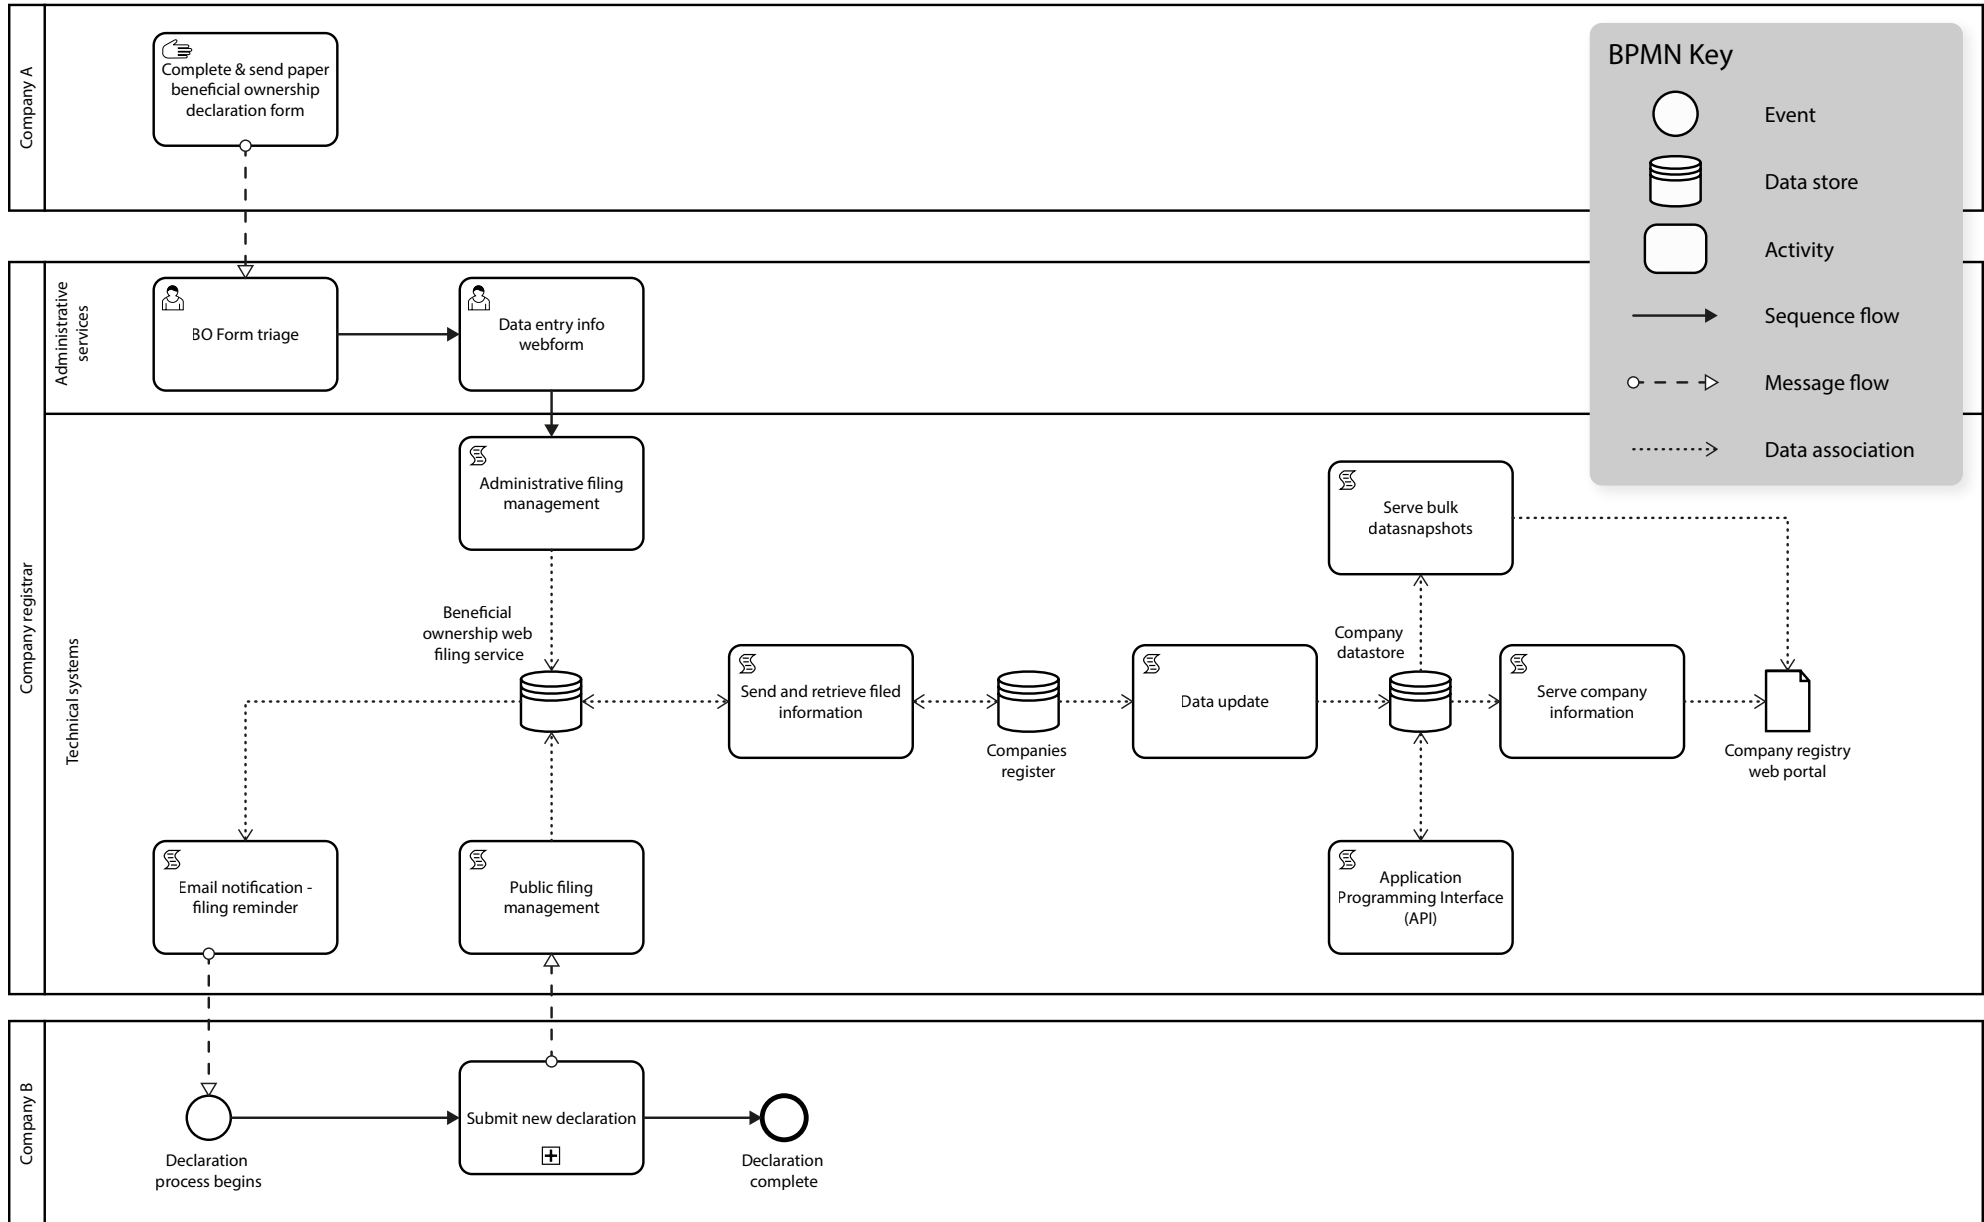 Company A
Complete & send paper
beneficial ownership
declaration form
BPMN Key
Event
Data store
Activity
Sequence flow
Message flow
Data association
Company registrar
Administrative
services
BO Form triage
Data entry info
webform
Technical systems
Administrative filing
management
Serve bulk
datasnapshots
Beneficial
ownership web
filing service
Send and retrieve filed
information
Companies
register
Data update
Company
datastore
Serve company
information
Company registry
web portal
Email notification -
filing reminder
Public filing
management
Application
Programming Interface
(API)
Company B
Declaration
process begins
Submit new declaration
Declaration
complete